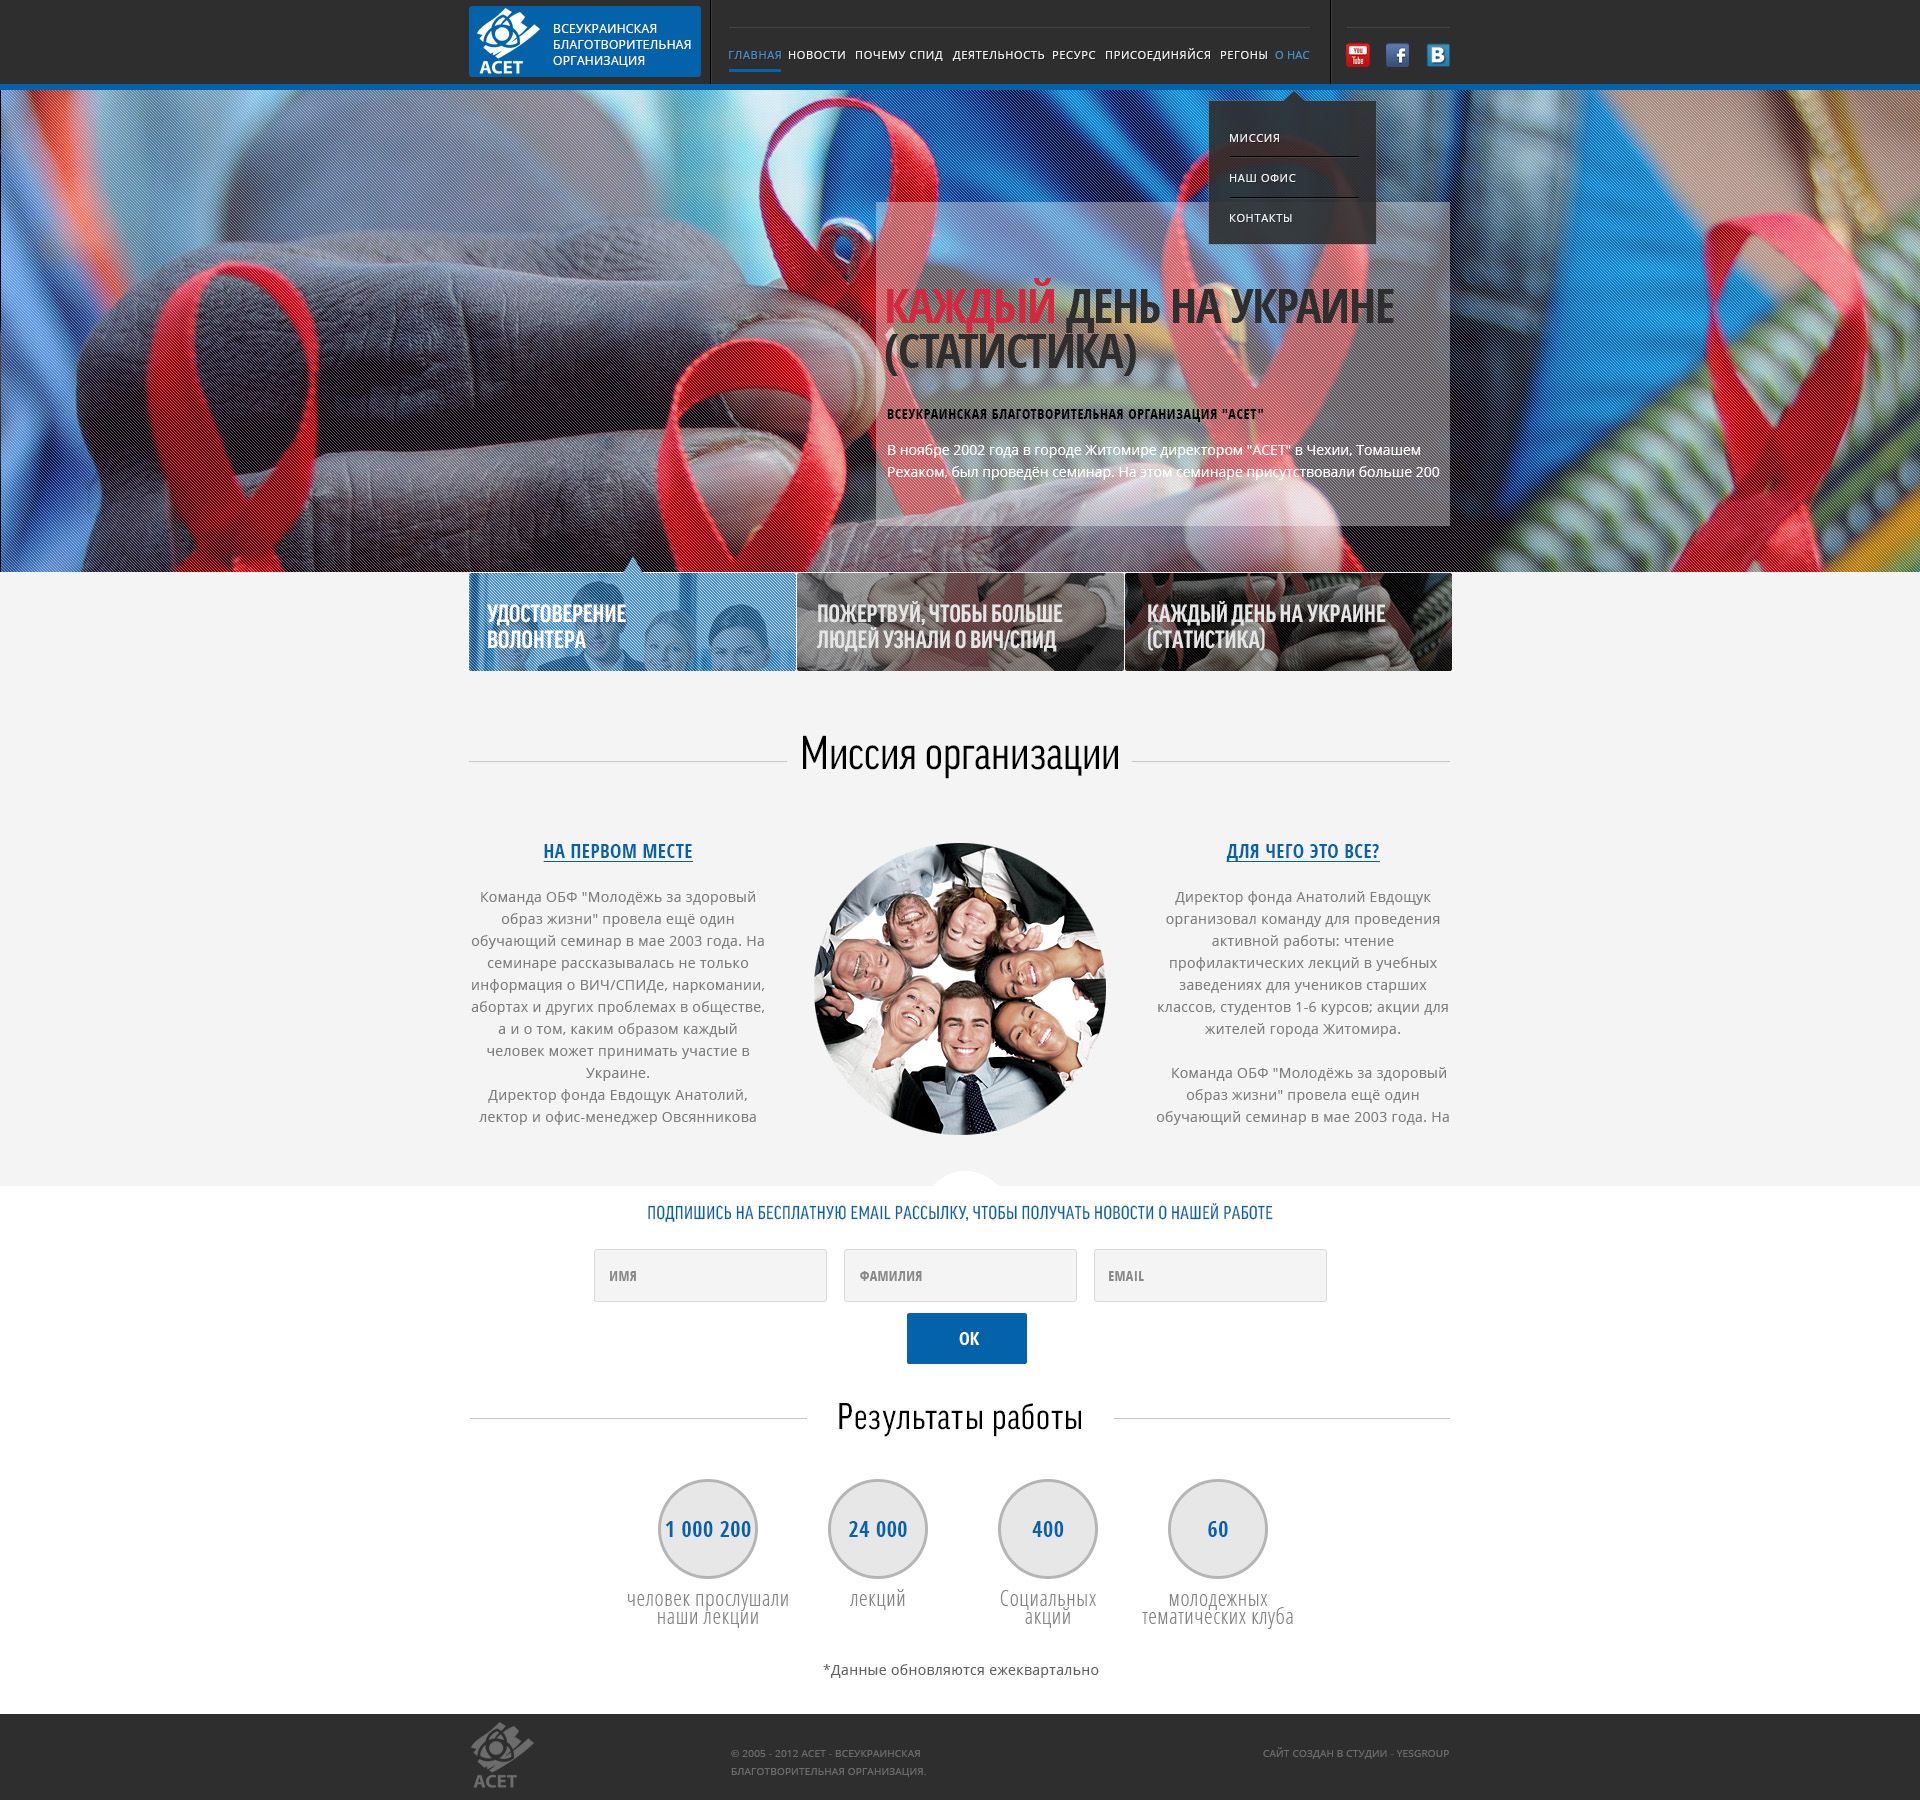 ВСЕУКРАИНСКАЯ
БЛАГОТВОРИТЕЛЬНАЯ
ОРГАНИЗАЦИЯ
ACET
ГЛАВНАЯ НОВОСТИ ПОЧЕМУ СПИД ДЕЯТЕЛЬНОСТЬ РЕСУРС ПРИСОЕДИНЯЙСЯ РЕГОНЫ О НАС
You
Tube
f
B
МИССИЯ
НАШ ОФИС
КОНТАКТЫ
КАЖДЫЙ ДЕНЬ НА УКРАИНЕ
(СТАТИСТИКА)
ВСЕУКРАИНСКАЯ БЛАГОТВОРИТЕЛЬНАЯ ОРГАНИЗАЦИЯ "АСЕТ"
В ноябре 2002 года в городе Житомире директором "АСЕТ" в Чехии, Томашем
Рехаком, был проведён семинар. На этом семинаре присутствовали больше 200
УДОСТОВЕРЕНИЕ
ВОЛОНТЕРА
ПОЖЕРТВУЙ, ЧТОБЫ БОЛЬШЕ
ЛЮДЕЙ УЗНАЛИ О ВИЧ/СПИД
КАЖДЫЙ ДЕНЬ НА УКРАИНЕ
(СТАТИСТИКА)
Миссия организации
НА ПЕРВОМ МЕСТЕ
Команда ОБФ "Молодёжь за здоровый
образ жизни" провела ещё один
обучающий семинар в мае 2003 года. На
семинаре рассказывалась не только
информация о ВИЧ/СПИДе, наркомании,
абортах и других проблемах в обществе,
а и о том, каким образом каждый
человек может принимать участие в
Украине.
Директор фонда Евдощук Анатолий,
лектор и офис-менеджер Овсянникова
ДЛЯ ЧЕГО ЭТО ВСЕ?
Директор фонда Анатолий Евдощук
организовал команду для проведения
активной работы: чтение
профилактических лекций в учебных
заведениях для учеников старших
классов, студентов 1-6 курсов; акции для
жителей города Житомира.
Команда ОБФ "Молодёжь за здоровый
образ жизни" провела ещё один
обучающий семинар в мае 2003 года. На
ПОДПИШИСЬ НА БЕСПЛАТНУЮ EMAIL РАССЫЛКУ, ЧТОБЫ ПОЛУЧАТЬ НОВОСТИ О НАШЕЙ РАБОТЕ
ИМЯ
ФАМИЛИЯ
EMAIL
ОК
Результаты работы
1 000 200
человек прослушали
наши лекции
24 000
лекций
400
Социальных
акций
60
молодежных
тематических клуба
*Данные обновляются ежеквартально
ACET
© 2005 - 2012 АСЕТ - ВСЕУКРАИНСКАЯ
БЛАГОТВОРИТЕЛЬНАЯ ОРГАНИЗАЦИЯ.
САЙТ СОЗДАН В СТУДИИ - YESGROUP